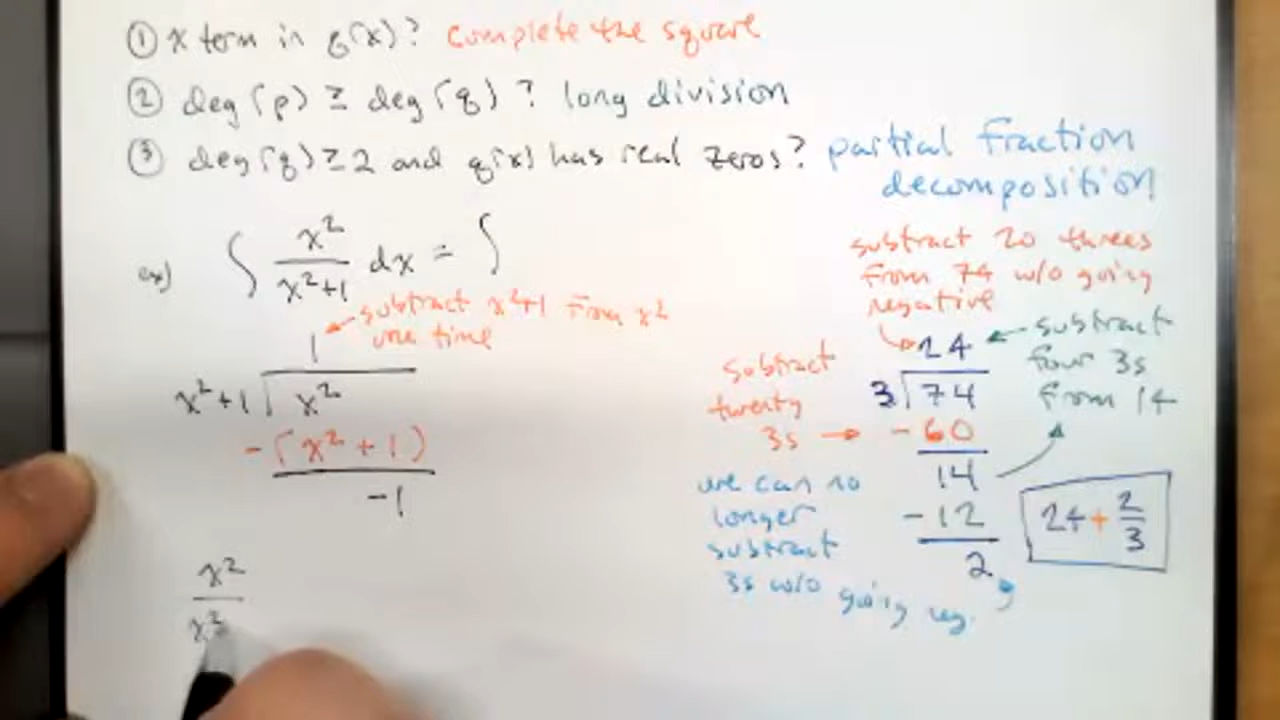 ① x term in q(x)? complete the square
② deg(p) ≥ deg(q)? long division
③ deg(q) ≥ 2 and q(x) has real zeros? partial fraction
decomposition
ex) ∫ x²/(x²+1) dx = ∫
subtract x²+1 from x²
one time
1
x²+1 ⟌ x²
-(x² + 1)
-1
x²
x²
subtract 20 threes
from 74 w/o going
negative
24
subtract
four 3s
from 14
3 ⟌ 74
subtract
twenty
3s → -60
14
we can no
longer
subtract
3s w/o going neg.
-12
2
24 + 2/3